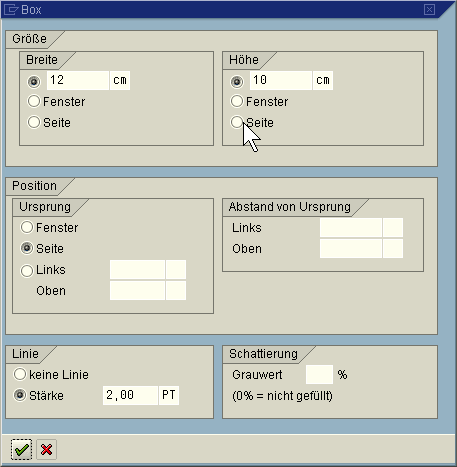 Box
Größe
Breite
12 cm
Fenster
Seite
Höhe
10 cm
Fenster
Seite
Position
Ursprung
Fenster
Seite
Links
Oben
Abstand von Ursprung
Links
Oben
Linie
keine Linie
Stärke 2,00 PT
Schattierung
Grauwert %
(0% = nicht gefüllt)